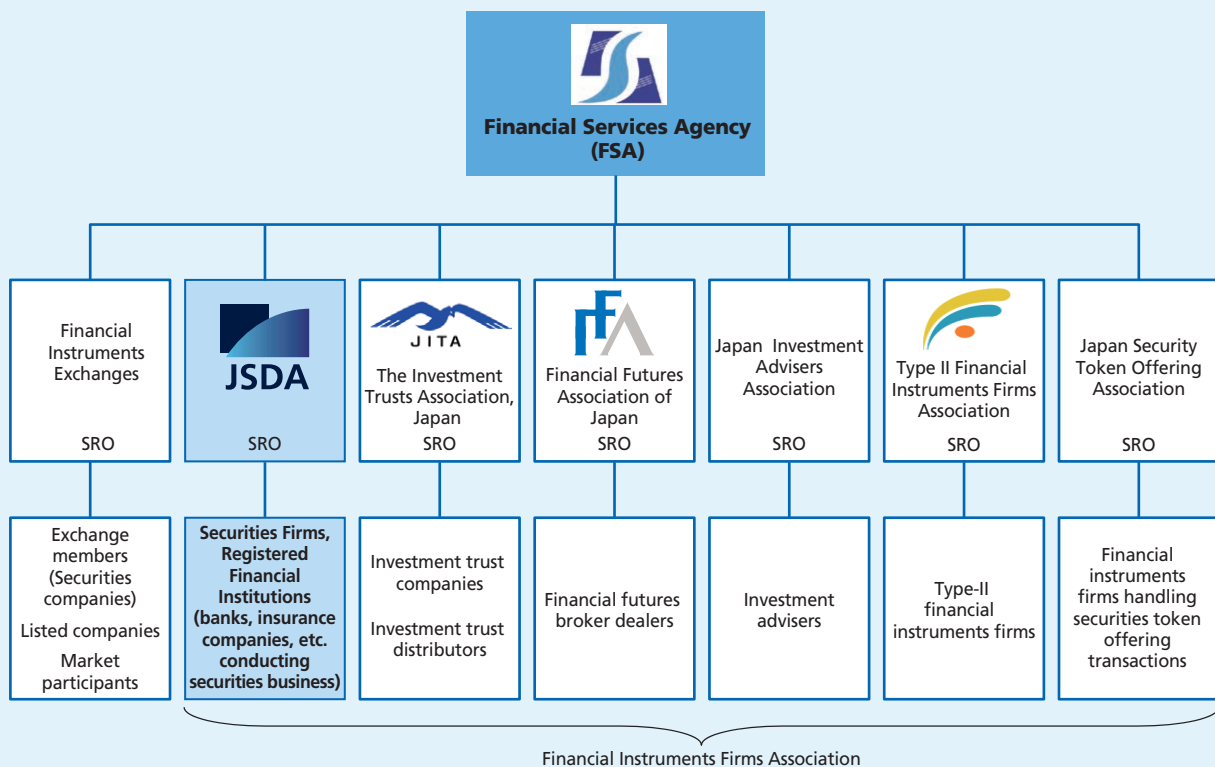 Financial Services Agency
(FSA)
Financial
Instruments
Exchanges
SRO
JSDA
SRO
JITA
The Investment
Trusts Association,
Japan
SRO
Financial Futures
Association of
Japan
SRO
Japan Investment
Advisers
Association
SRO
Type II Financial
Instruments Firms
Association
SRO
Japan Security
Token Offering
Association
SRO
Exchange
members
(Securities
companies)
Listed companies
Market
participants
Securities Firms,
Registered
Financial
Institutions
(banks, insurance
companies, etc.
conducting
securities business)
Investment trust
companies
Investment trust
distributors
Financial futures
broker dealers
Investment
advisers
Type-II
financial
instruments firms
Financial
instruments
firms handling
securities token
offering
transactions
Financial Instruments Firms Association